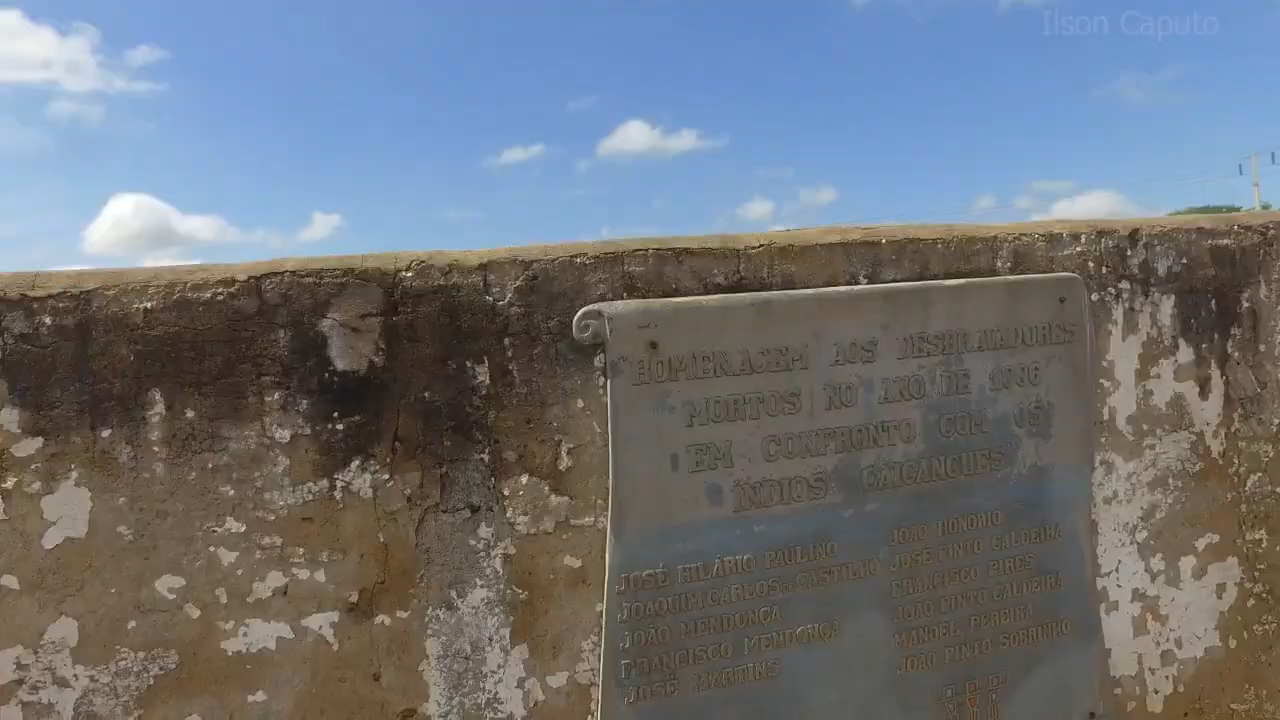 Ilson Caputo
HOMENAGEM AOS DESBRAVADORES
MORTOS NO ANO DE 1886
EM CONFRONTO COM OS
ÍNDIOS CAIGANGUES
JOSÉ HILÁRIO PAULINO
JOAQUIM CARLOS DE CASTILHO
JOÃO MENDONÇA
FRANCISCO MENDONÇA
JOSÉ MARTINS
JOÃO HONÓRIO
JOSÉ PINTO CALDEIRA
FRANCISCO PIRES
JOÃO PINTO CALDEIRA
MANOEL PEREIRA
JOÃO PINTO SOBRINHO